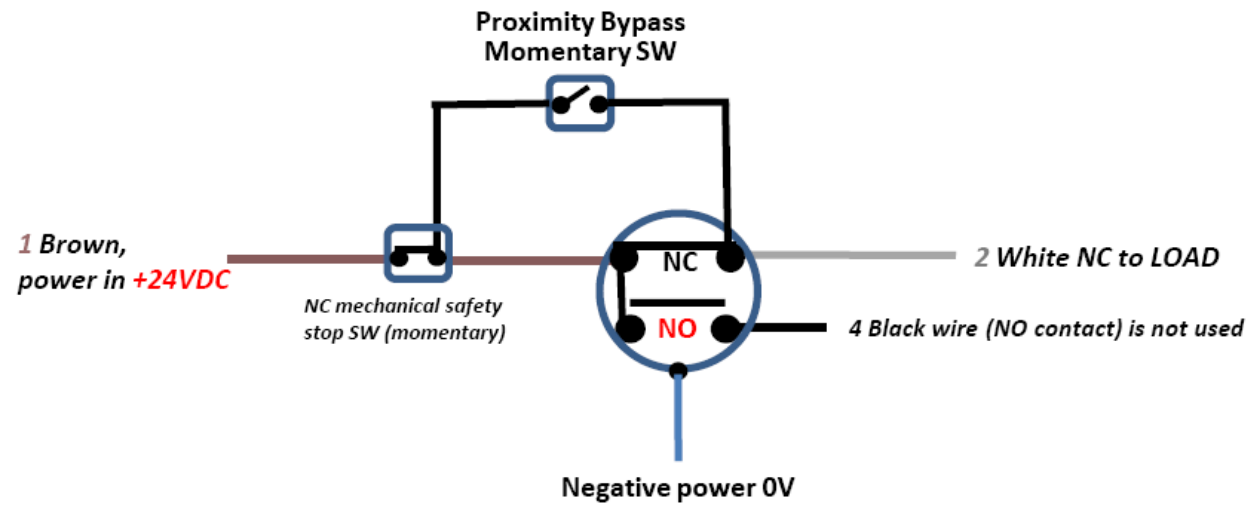 Proximity Bypass
Momentary SW
1 Brown,
power in +24VDC
NC mechanical safety
stop SW (momentary)
NC
NO
2 White NC to LOAD
4 Black wire (NO contact) is not used
Negative power 0V